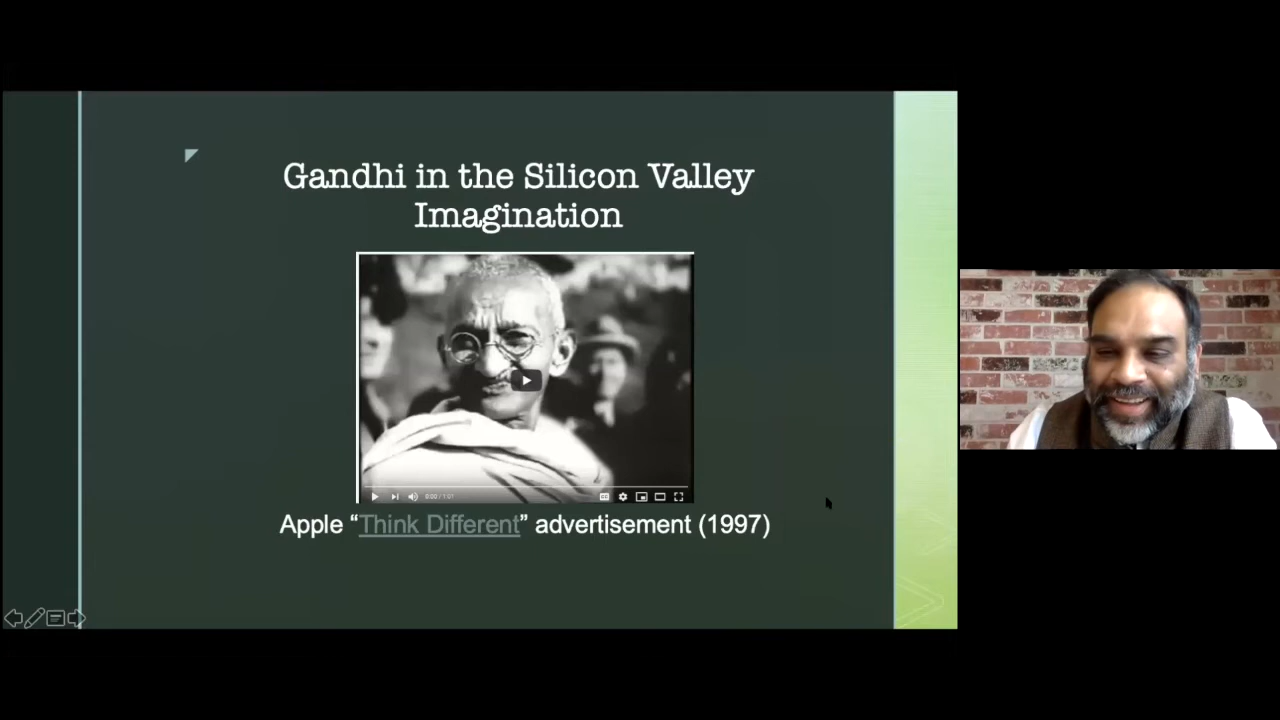 Gandhi in the Silicon Valley
Imagination
Apple “Think Different” advertisement (1997)